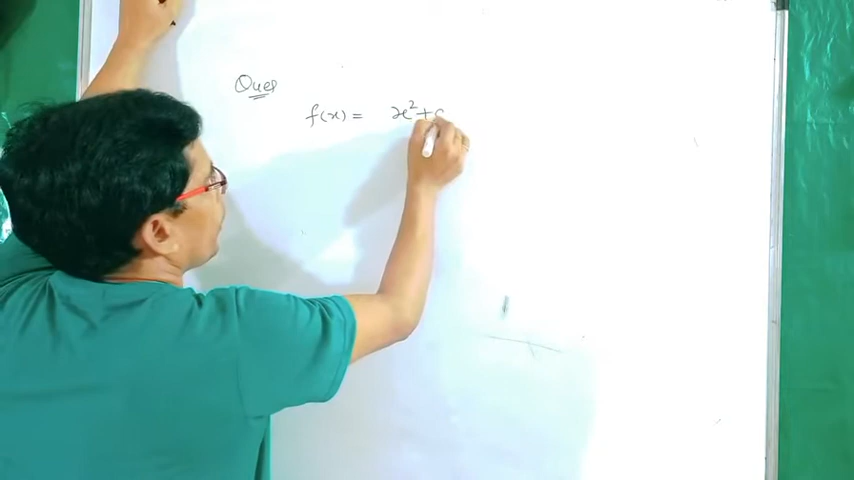 Ques
f(x) = x² +